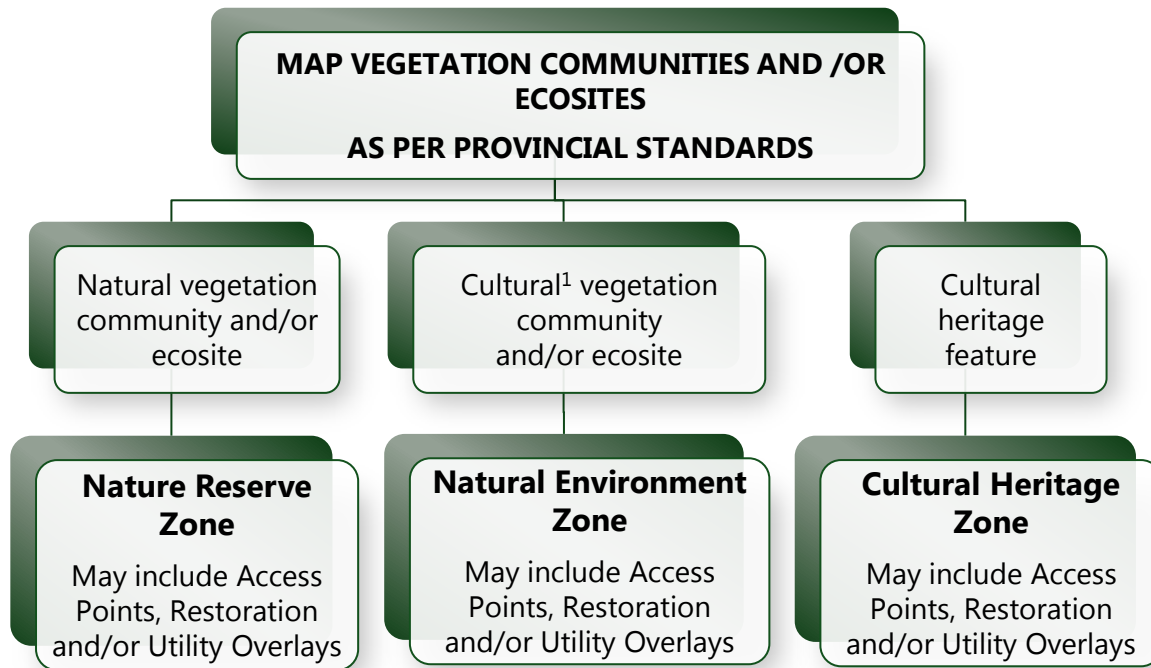 MAP VEGETATION COMMUNITIES AND /OR
ECOSITES
AS PER PROVINCIAL STANDARDS
Natural vegetation
community and/or
ecosite
Cultural¹ vegetation
community
and/or ecosite
Cultural
heritage
feature
Nature Reserve
Zone
May include Access
Points, Restoration
and/or Utility Overlays
Natural Environment
Zone
May include Access
Points, Restoration
and/or Utility Overlays
Cultural Heritage
Zone
May include Access
Points, Restoration
and/or Utility Overlays